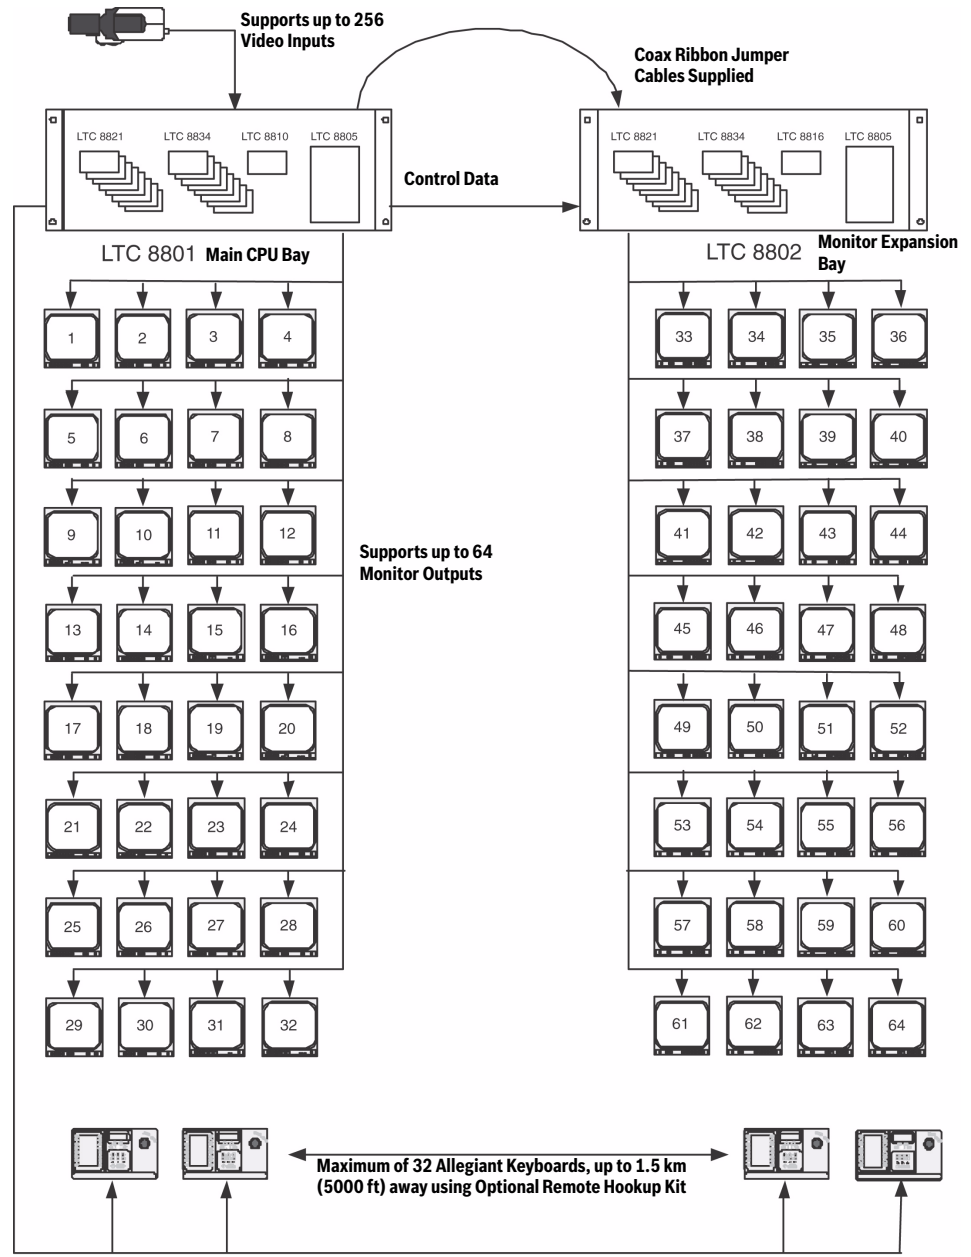 Supports up to 256
Video Inputs
Coax Ribbon Jumper
Cables Supplied
LTC 8821 LTC 8834 LTC 8810 LTC 8805
LTC 8821 LTC 8834 LTC 8816 LTC 8805
Control Data
LTC 8801 Main CPU Bay
LTC 8802 Monitor Expansion
Bay
1 2 3 4
33 34 35 36
5 6 7 8
37 38 39 40
9 10 11 12
41 42 43 44
Supports up to 64
Monitor Outputs
13 14 15 16
45 46 47 48
17 18 19 20
49 50 51 52
21 22 23 24
53 54 55 56
25 26 27 28
57 58 59 60
29 30 31 32
61 62 63 64
Maximum of 32 Allegiant Keyboards, up to 1.5 km
(5000 ft) away using Optional Remote Hookup Kit